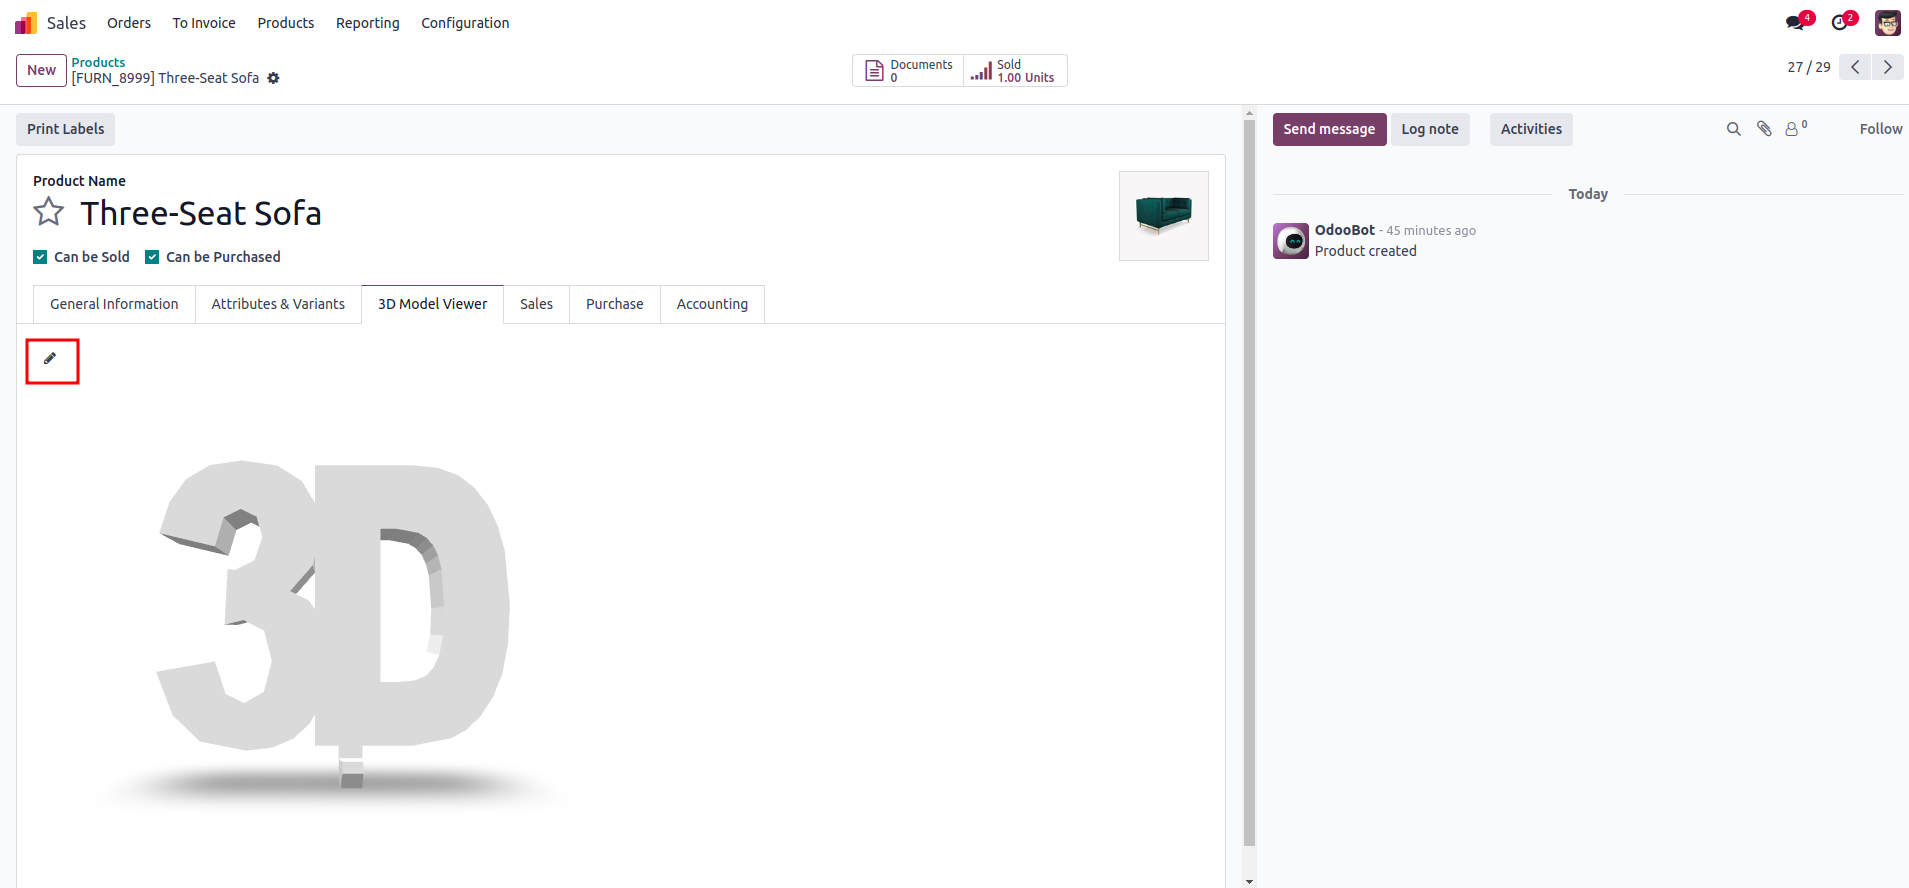 Sales Orders To Invoice Products Reporting Configuration 4 2
New Products
[FURN_8999] Three-Seat Sofa
Documents
0
Sold
1.00 Units
27 / 29
Print Labels
Send message Log note Activities 0 Follow
Product Name
Three-Seat Sofa
Can be Sold Can be Purchased
General Information Attributes & Variants 3D Model Viewer Sales Purchase Accounting
3D
Today
OdooBot - 45 minutes ago
Product created